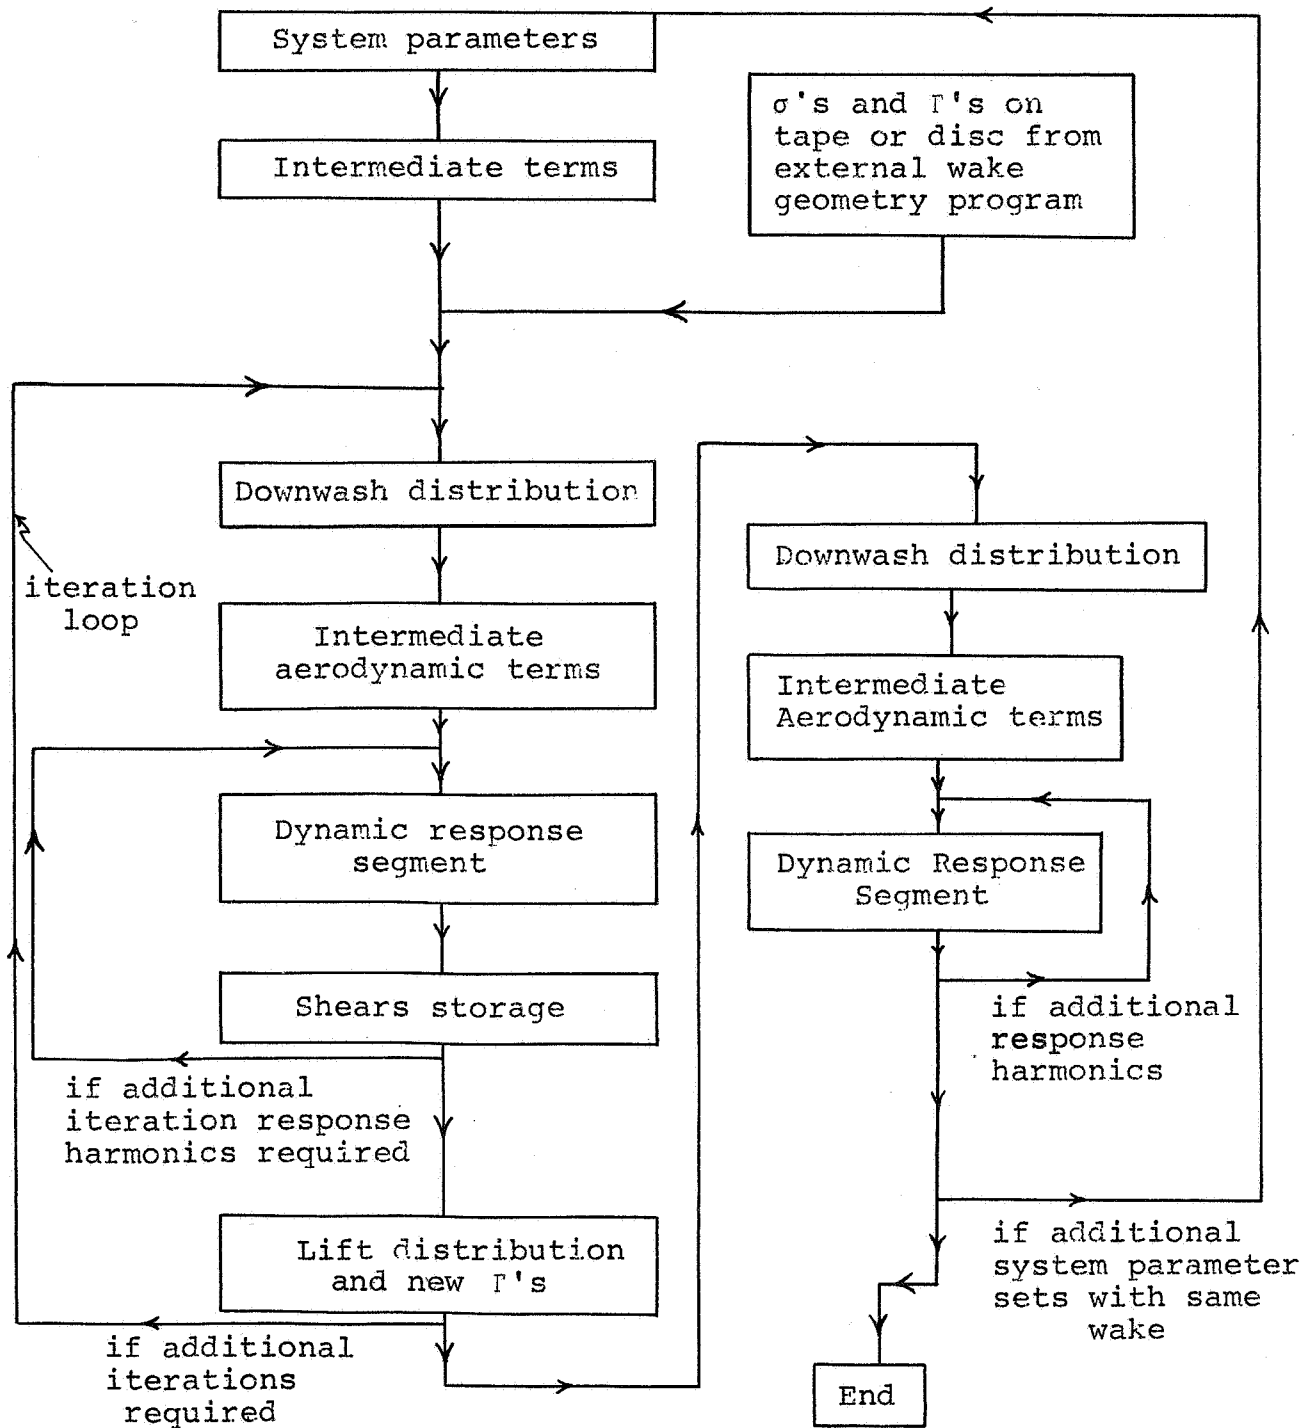 System parameters
σ's and Γ's on
tape or disc from
external wake
geometry program
Intermediate terms
Downwash distribution
iteration
loop
Intermediate
aerodynamic terms
Dynamic response
segment
Shears storage
if additional
iteration response
harmonics required
Lift distribution
and new Γ's
if additional
iterations
required
Downwash distribution
Intermediate
Aerodynamic terms
Dynamic Response
Segment
if additional
response
harmonics
if additional
system parameter
sets with same
wake
End